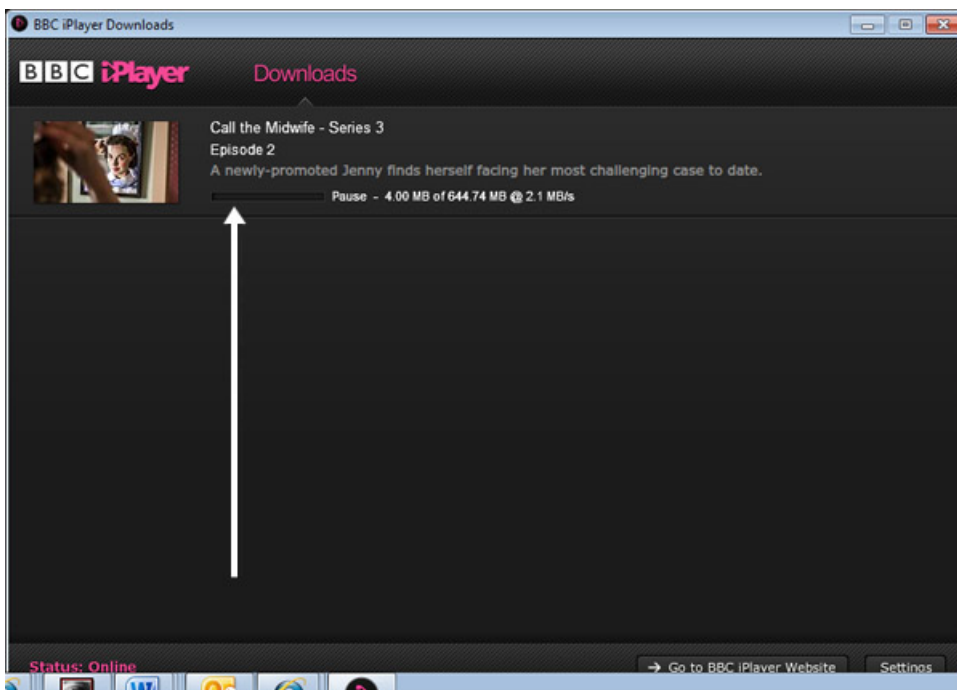 BBC iPlayer Downloads
BBC iPlayer Downloads
Call the Midwife - Series 3
Episode 2
A newly-promoted Jenny finds herself facing her most challenging case to date.
Pause - 4.00 MB of 644.74 MB @ 2.1 MB/s
Status: Online → Go to BBC iPlayer Website Settings